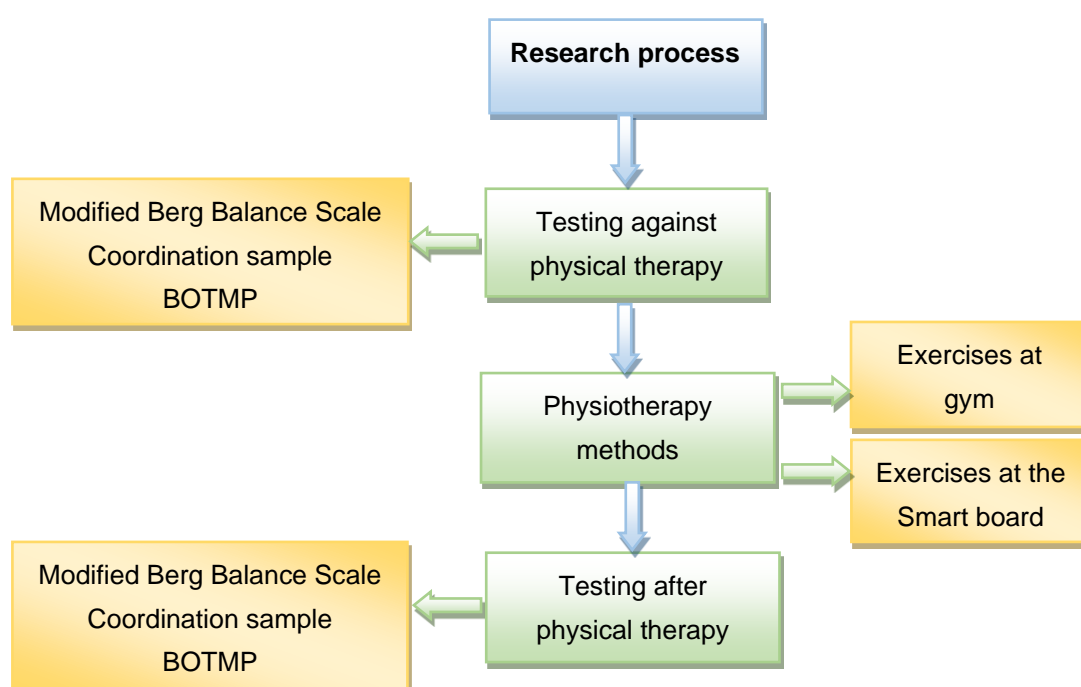 Research process
Modified Berg Balance Scale
Coordination sample
BOTMP
Testing against
physical therapy
Physiotherapy
methods
Exercises at
gym
Exercises at the
Smart board
Modified Berg Balance Scale
Coordination sample
BOTMP
Testing after
physical therapy